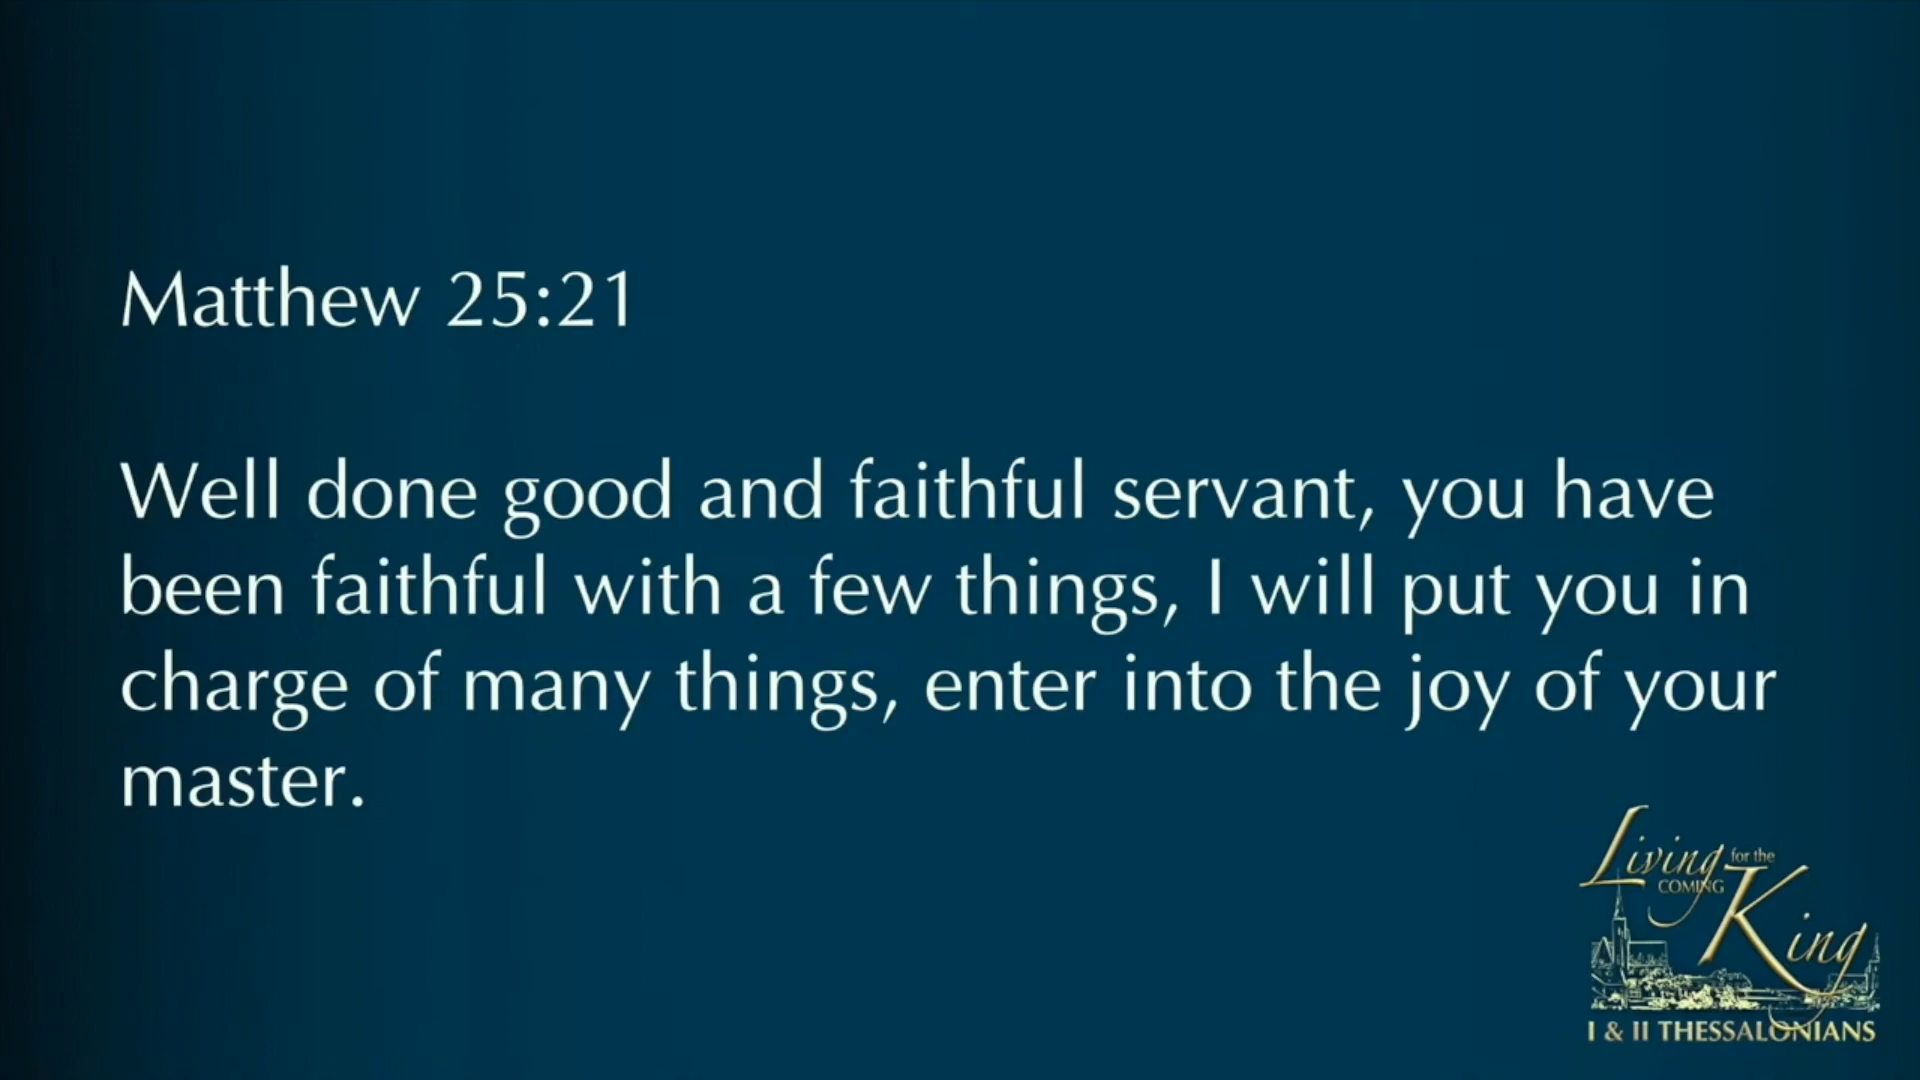 Matthew 25:21
Well done good and faithful servant, you have
been faithful with a few things, I will put you in
charge of many things, enter into the joy of your
master.
Living for the
COMING
King
I & II THESSALONIANS